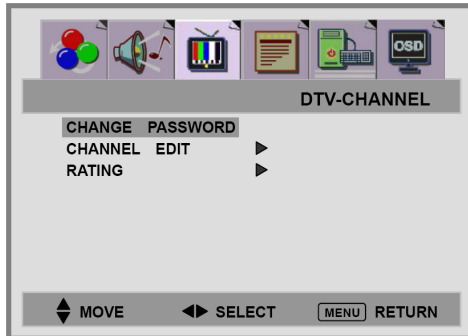 OSD
DTV-CHANNEL
CHANGE PASSWORD
CHANNEL EDIT
RATING
MOVE SELECT MENU RETURN